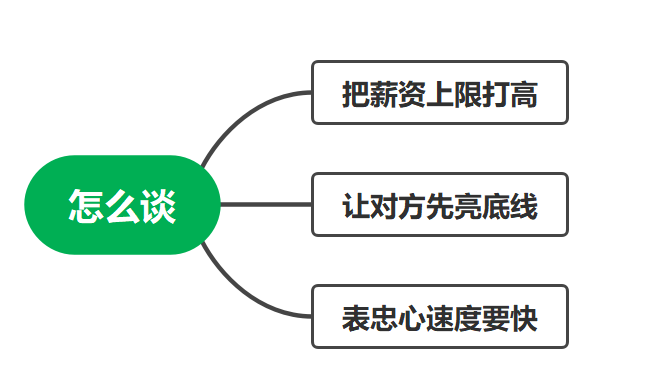 怎么谈
把薪资上限打高
让对方先亮底线
表忠心速度要快